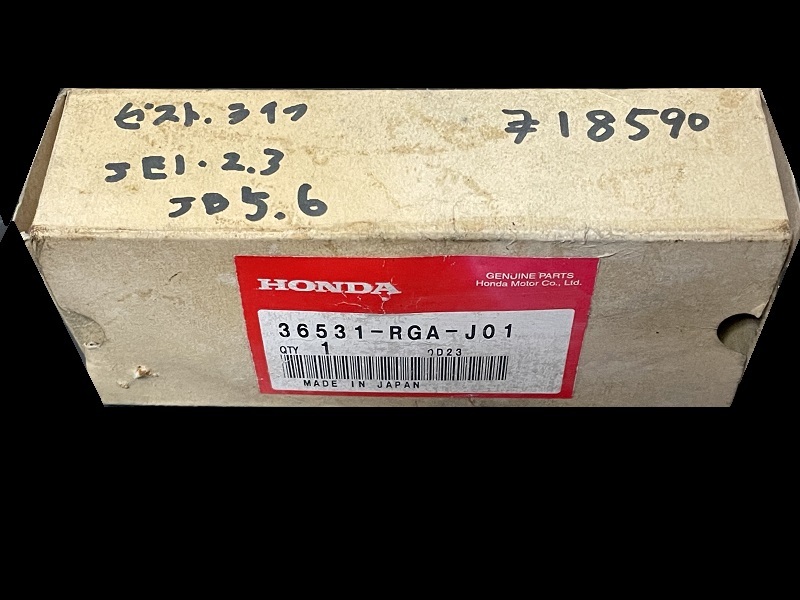 ゼスト.ライフ
JE1.2.3
JD5.6
¥18590
HONDA
GENUINE PARTS
Honda Motor Co., Ltd.
36531-RGA-J01
QTY 1 0D23
MADE IN JAPAN